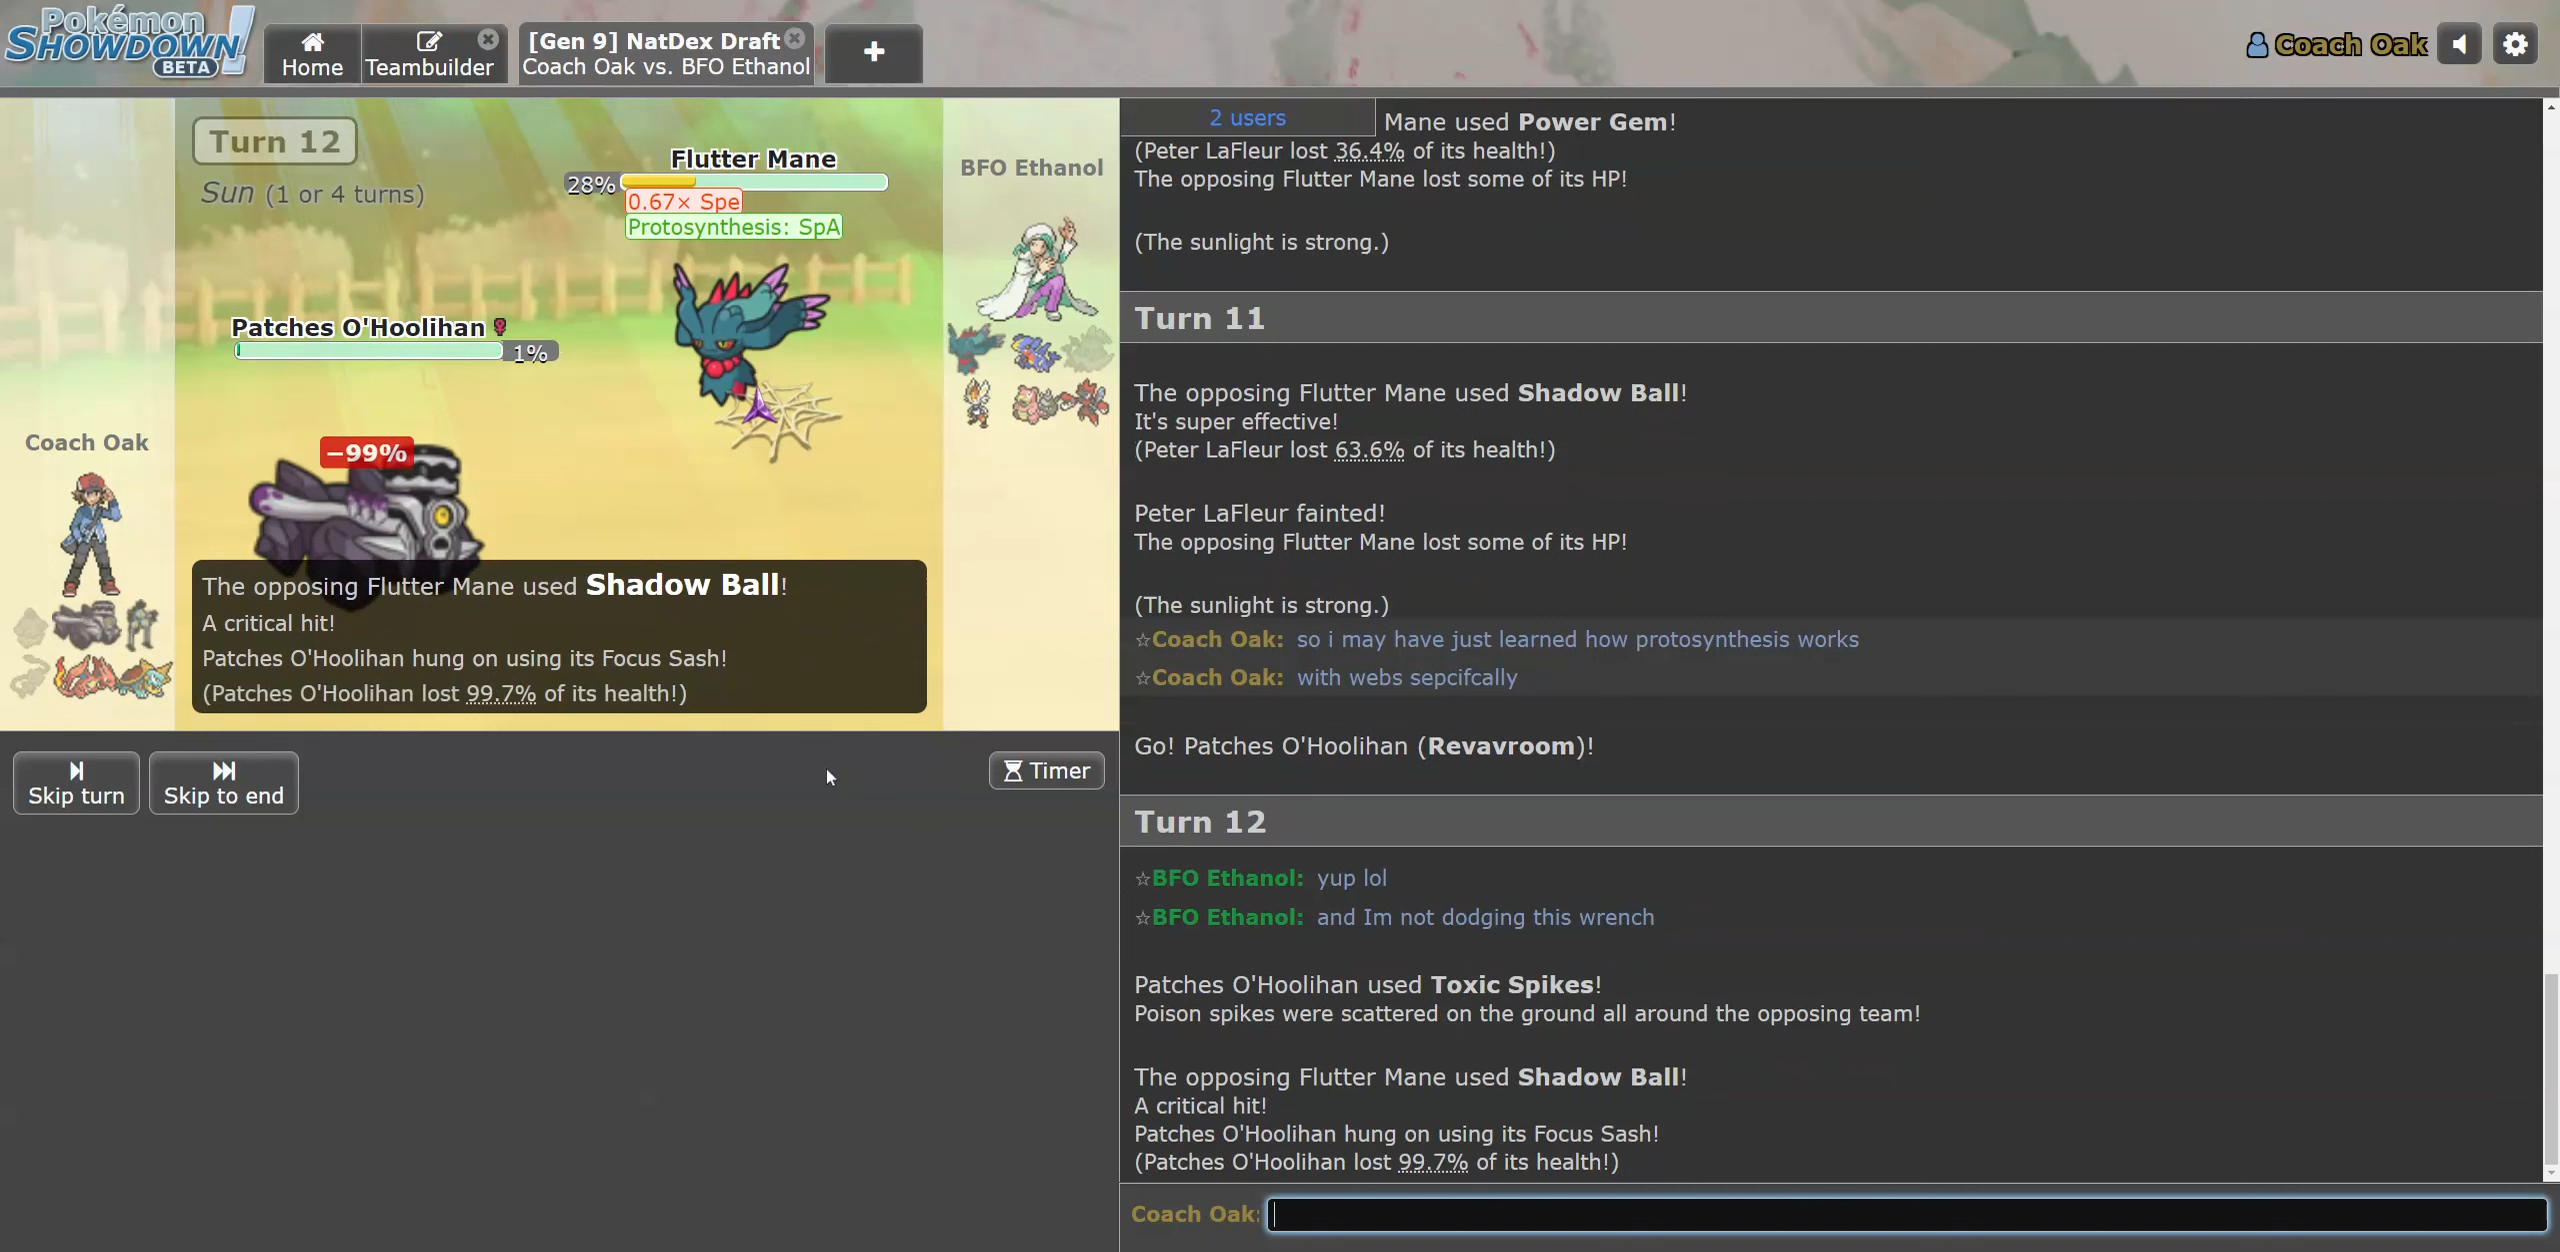 Pokémon
SHOWDOWN!
BETA
Home
Teambuilder
[Gen 9] NatDex Draft
Coach Oak vs. BFO Ethanol
Coach Oak
Turn 12
Sun (1 or 4 turns)
Flutter Mane
28%
0.67× Spe
Protosynthesis: SpA
BFO Ethanol
Patches O'Hoolihan
1%
Coach Oak
−99%
The opposing Flutter Mane used Shadow Ball!
A critical hit!
Patches O'Hoolihan hung on using its Focus Sash!
(Patches O'Hoolihan lost 99.7% of its health!)
Skip turn
Skip to end
Timer
2 users
Mane used Power Gem!
(Peter LaFleur lost 36.4% of its health!)
The opposing Flutter Mane lost some of its HP!
(The sunlight is strong.)
Turn 11
The opposing Flutter Mane used Shadow Ball!
It's super effective!
(Peter LaFleur lost 63.6% of its health!)
Peter LaFleur fainted!
The opposing Flutter Mane lost some of its HP!
(The sunlight is strong.)
☆Coach Oak: so i may have just learned how protosynthesis works
☆Coach Oak: with webs sepcifcally
Go! Patches O'Hoolihan (Revavroom)!
Turn 12
☆BFO Ethanol: yup lol
☆BFO Ethanol: and Im not dodging this wrench
Patches O'Hoolihan used Toxic Spikes!
Poison spikes were scattered on the ground all around the opposing team!
The opposing Flutter Mane used Shadow Ball!
A critical hit!
Patches O'Hoolihan hung on using its Focus Sash!
(Patches O'Hoolihan lost 99.7% of its health!)
Coach Oak: